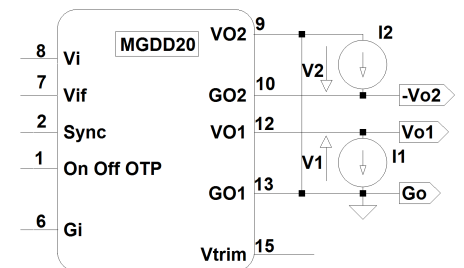 MGDD20
8 Vi
7 Vif
2 Sync
1 On Off OTP
6 Gi
VO2 9
GO2 10
VO1 12
GO1 13
Vtrim 15
V2
I2
-Vo2
V1
I1
Vo1
Go